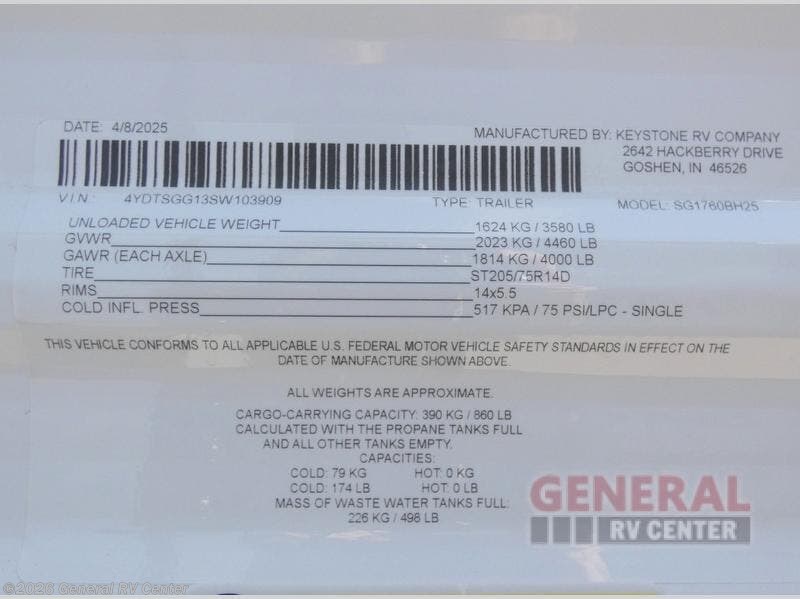 DATE: 4/8/2025
MANUFACTURED BY: KEYSTONE RV COMPANY
2642 HACKBERRY DRIVE
GOSHEN, IN 46526
VIN: 4YDTSGG13SW103909 TYPE: TRAILER MODEL: SG1760BH25
UNLOADED VEHICLE WEIGHT 1624 KG / 3580 LB
GVWR 2023 KG / 4460 LB
GAWR (EACH AXLE) 1814 KG / 4000 LB
TIRE ST205/75R14D
RIMS 14x5.5
COLD INFL. PRESS 517 KPA / 75 PSI/LPC - SINGLE
THIS VEHICLE CONFORMS TO ALL APPLICABLE U.S. FEDERAL MOTOR VEHICLE SAFETY STANDARDS IN EFFECT ON THE
DATE OF MANUFACTURE SHOWN ABOVE.
ALL WEIGHTS ARE APPROXIMATE.
CARGO-CARRYING CAPACITY: 390 KG / 860 LB
CALCULATED WITH THE PROPANE TANKS FULL
AND ALL OTHER TANKS EMPTY.
CAPACITIES:
COLD: 79 KG HOT: 0 KG
COLD: 174 LB HOT: 0 LB
MASS OF WASTE WATER TANKS FULL:
226 KG / 498 LB
GENERAL
RV CENTER
©2026 General RV Center